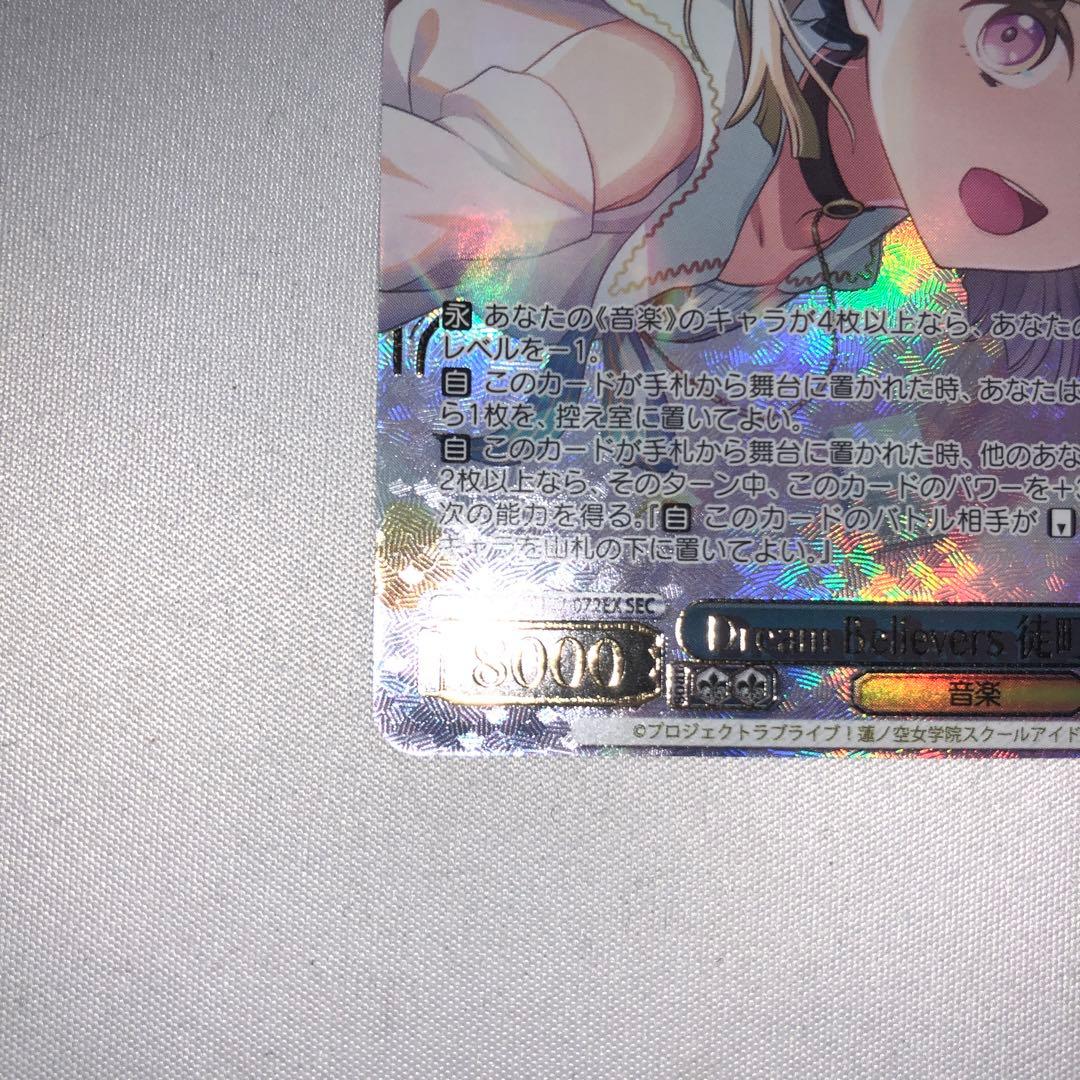 永 あなたの《音楽》のキャラが4枚以上なら、あなたの
レベルを－1。
自 このカードが手札から舞台に置かれた時、あなたは
ら1枚を、控え室に置いてよい。
自 このカードが手札から舞台に置かれた時、他のあな
2枚以上なら、そのターン中、このカードのパワーを＋3
次の能力を得る。『自 このカードのバトル相手が
キャラを山札の下に置いてよい。』
072EX SEC
8000
Dream Believers 徒町
音楽
©プロジェクトラブライブ！蓮ノ空女学院スクールアイド